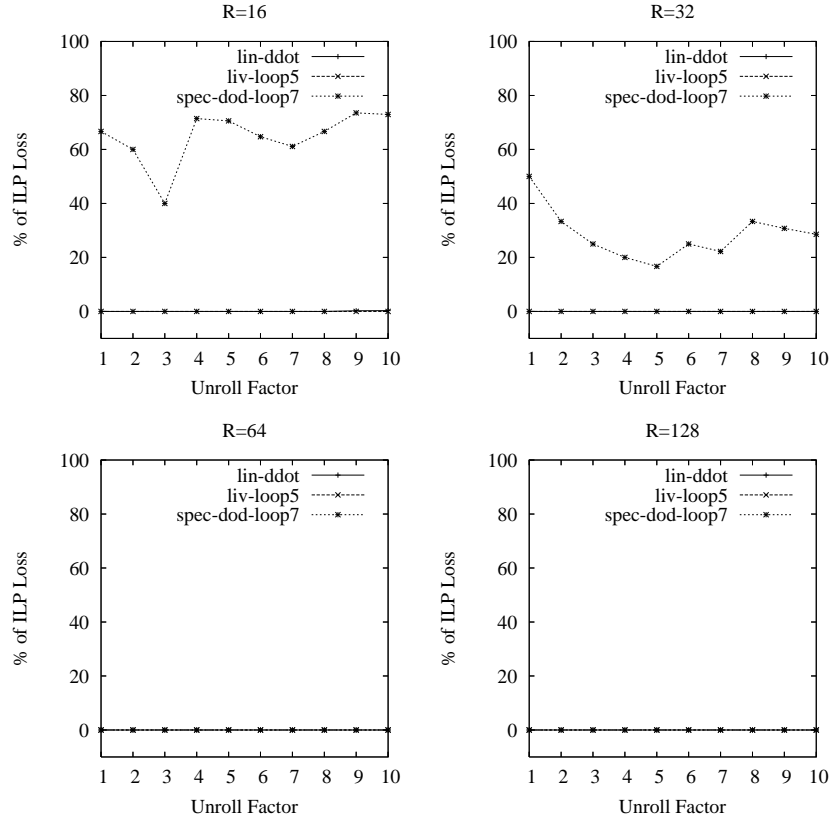 R=16
100
80
60
40
20
0
% of ILP Loss
lin-ddot
liv-loop5
spec-dod-loop7
1 2 3 4 5 6 7 8 9 10
Unroll Factor
R=32
100
80
60
40
20
0
% of ILP Loss
lin-ddot
liv-loop5
spec-dod-loop7
1 2 3 4 5 6 7 8 9 10
Unroll Factor
R=64
100
80
60
40
20
0
% of ILP Loss
lin-ddot
liv-loop5
spec-dod-loop7
1 2 3 4 5 6 7 8 9 10
Unroll Factor
R=128
100
80
60
40
20
0
% of ILP Loss
lin-ddot
liv-loop5
spec-dod-loop7
1 2 3 4 5 6 7 8 9 10
Unroll Factor